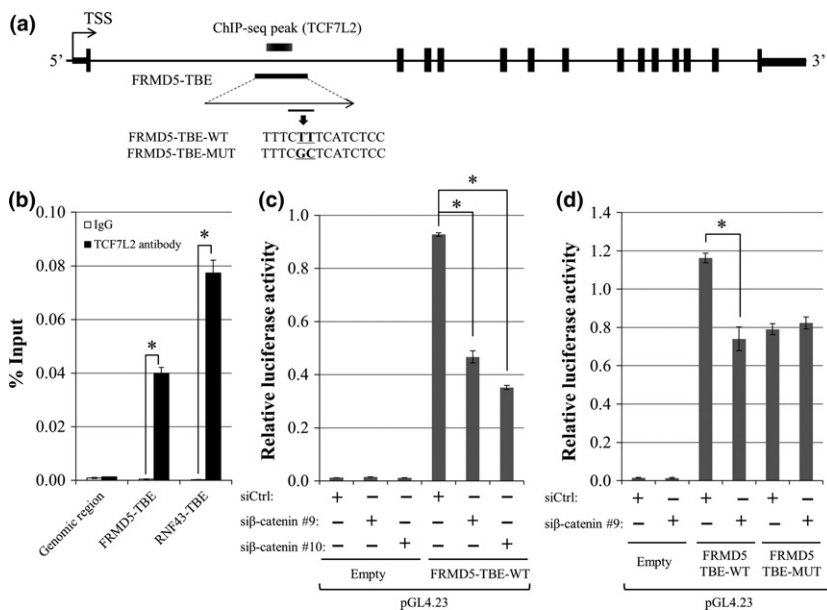 (a)
TSS
ChIP-seq peak (TCF7L2)
5’
3’
FRMD5-TBE
FRMD5-TBE-WT TTTCTTTCATCTCC
FRMD5-TBE-MUT TTTCGCTCATCTCC
(b)
0.10
0.08
0.06
0.04
0.02
0.00
% Input
IgG
TCF7L2 antibody
*
*
Genomic region
FRMD5-TBE
RNF43-TBE
(c)
1.0
0.8
0.6
0.4
0.2
0.0
Relative luciferase activity
*
*
siCtrl: + − − + − −
siβ-catenin #9: − + − − + −
siβ-catenin #10: − − + − − +
Empty FRMD5-TBE-WT
pGL4.23
(d)
1.4
1.2
1.0
0.8
0.6
0.4
0.2
0.0
Relative luciferase activity
*
siCtrl: + − + − + −
siβ-catenin #9: − + − + − +
Empty FRMD5 TBE-WT FRMD5 TBE-MUT
pGL4.23